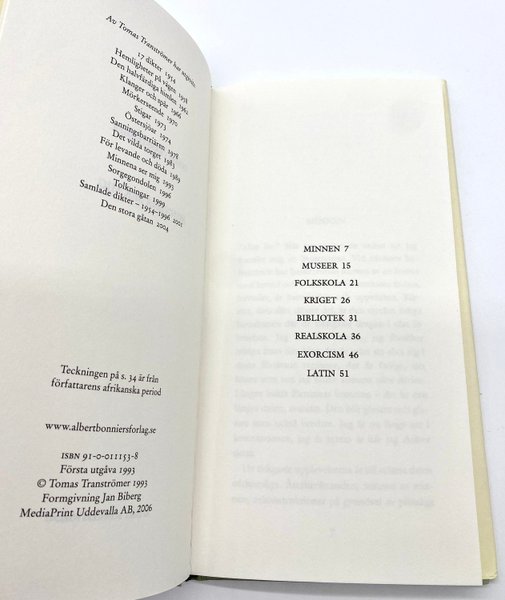 Av Tomas Tranströmer har utgivits:
17 dikter 1954
Hemligheter på vägen 1958
Den halvfärdiga himlen 1962
Klanger och spår 1966
Mörkerseende 1970
Stigar 1973
Östersjöar 1974
Sanningsbarriären 1978
Det vilda torget 1983
För levande och döda 1989
Minnena ser mig 1993
Sorgegondolen 1996
Tolkningar 1999
Samlade dikter – 1954–1996 2001
Den stora gåtan 2004
Teckningen på s. 34 är från
författarens afrikanska period
www.albertbonniersforlag.se
ISBN 91-0-011153-8
Första utgåva 1993
© Tomas Tranströmer 1993
Formgivning Jan Biberg
MediaPrint Uddevalla AB, 2006
MINNEN 7
MUSEER 15
FOLKSKOLA 21
KRIGET 26
BIBLIOTEK 31
REALSKOLA 36
EXORCISM 46
LATIN 51